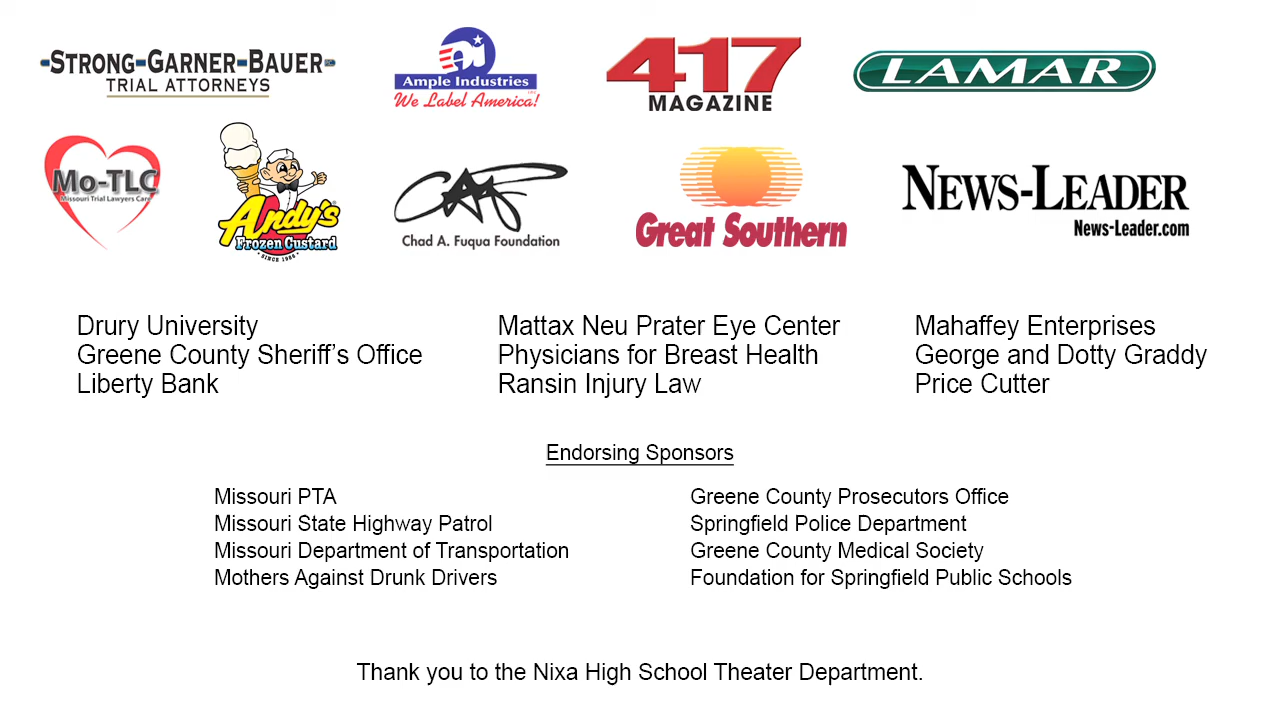 STRONG-GARNER-BAUER
TRIAL ATTORNEYS
Ample Industries
We Label America!
417
MAGAZINE
LAMAR
Mo-TLC
Missouri Trial Lawyers Care
Andy's
Frozen Custard
• SINCE 1986 •
CAF
Chad A. Fuqua Foundation
Great Southern
NEWS-LEADER
News-Leader.com
Drury University
Greene County Sheriff's Office
Liberty Bank
Mattax Neu Prater Eye Center
Physicians for Breast Health
Ransin Injury Law
Mahaffey Enterprises
George and Dotty Graddy
Price Cutter
Endorsing Sponsors
Missouri PTA
Missouri State Highway Patrol
Missouri Department of Transportation
Mothers Against Drunk Drivers
Greene County Prosecutors Office
Springfield Police Department
Greene County Medical Society
Foundation for Springfield Public Schools
Thank you to the Nixa High School Theater Department.